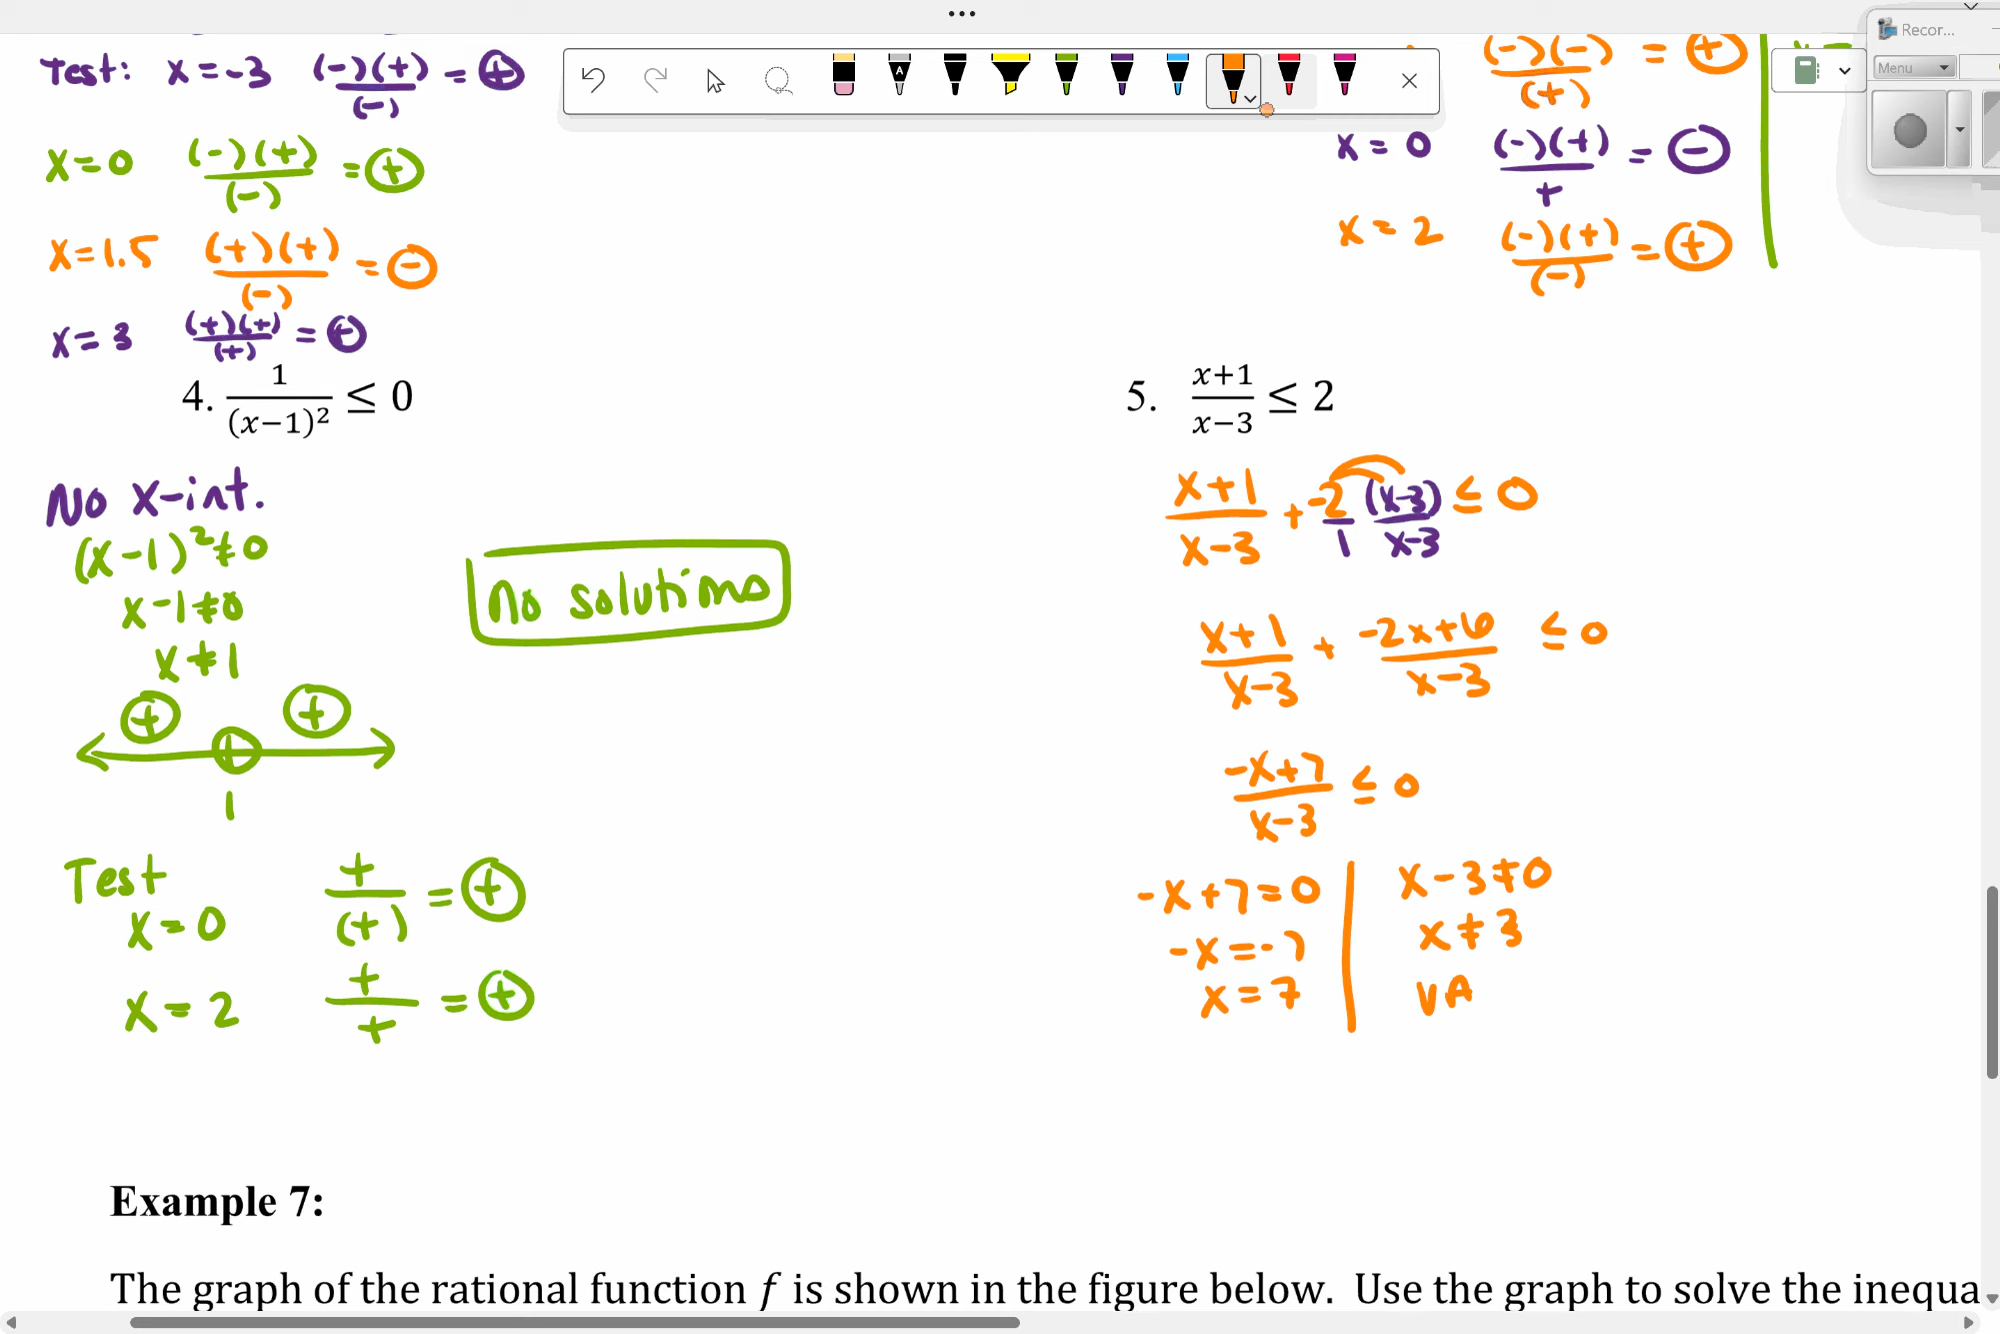 Recor...
Menu
Test: x = -3 (-)(+)/(-) = ⊕
x = 0 (-)(+)/(-) = ⊕
x = 1.5 (+)(+)/(-) = ⊖
x = 3 (+)(+)/(+) = ⊕
(-)(-)/(+) = ⊕
x = 0 (-)(+)/+ = ⊖
x = 2 (-)(+)/(-) = ⊕
4. 1/(x−1)² ≤ 0
No x-int.
(x-1)² ≠ 0
x-1 ≠ 0
x ≠ 1
⊕ ⊕
1
Test
x = 0 +/(+) = ⊕
x = 2 +/+ = ⊕
no solutions
5. x+1/x−3 ≤ 2
x+1/x-3 + -2/1 (x-3)/x-3 ≤ 0
x+1/x-3 + -2x+6/x-3 ≤ 0
-x+7/x-3 ≤ 0
-x+7=0
-x=-7
x=7
x-3≠0
x≠3
VA
Example 7:
The graph of the rational function f is shown in the figure below. Use the graph to solve the inequa